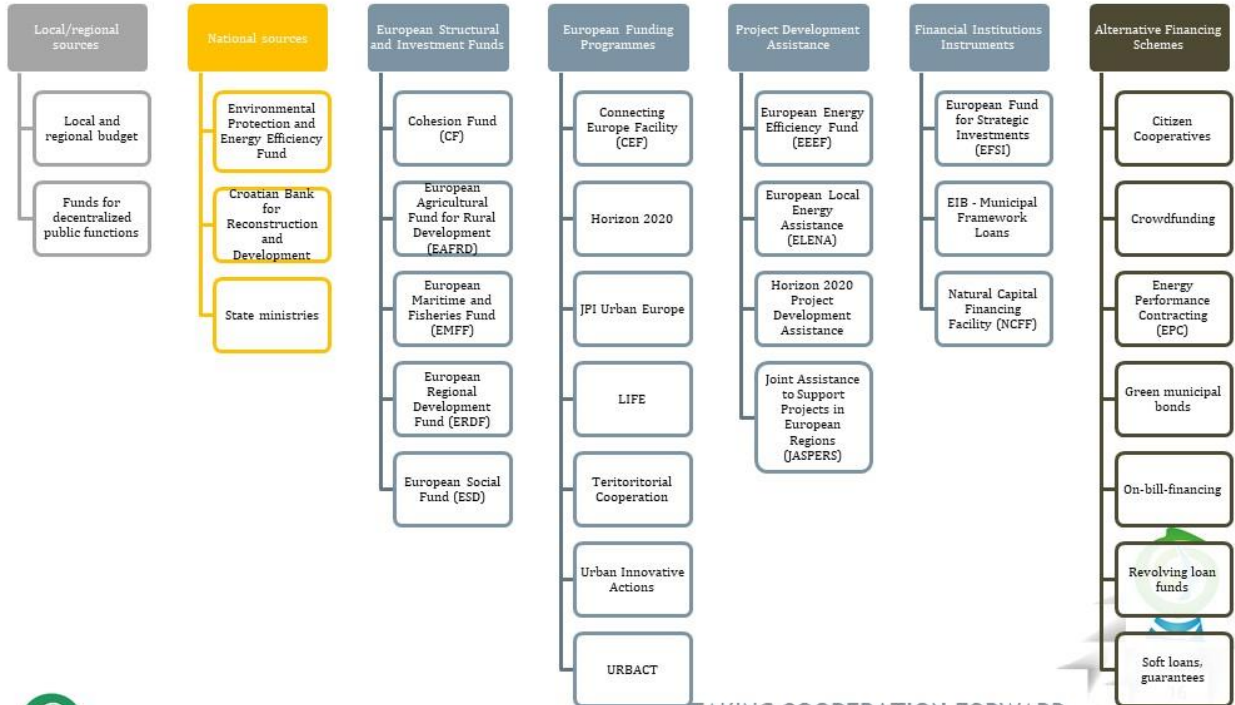 Local/regional
sources
Local and
regional budget
Funds for
decentralized
public functions
National sources
Environmental
Protection and
Energy Efficiency
Fund
Croatian Bank
for
Reconstruction
and
Development
State ministries
European Structural
and Investment Funds
Cohesion Fund
(CF)
European
Agricultural
Fund for Rural
Development
(EAFRD)
European
Maritime and
Fisheries Fund
(EMFF)
European
Regional
Development
Fund (ERDF)
European Social
Fund (ESD)
European Funding
Programmes
Connecting
Europe Facility
(CEF)
Horizon 2020
JPI Urban Europe
LIFE
Teritoritorial
Cooperation
Urban Innovative
Actions
URBACT
Project Development
Assistance
European Energy
Efficiency Fund
(EEEF)
European Local
Energy
Assistance
(ELENA)
Horizon 2020
Project
Development
Assistance
Joint Assistance
to Support
Projects in
European
Regions
(JASPERS)
Financial Institutions
Instruments
European Fund
for Strategic
Investments
(EFSI)
EIB - Municipal
Framework
Loans
Natural Capital
Financing
Facility (NCFF)
Alternative Financing
Schemes
Citizen
Cooperatives
Crowdfunding
Energy
Performance
Contracting
(EPC)
Green municipal
bonds
On-bill-financing
Revolving loan
funds
Soft loans,
guarantees
16
TAKING COOPERATION FORWARD